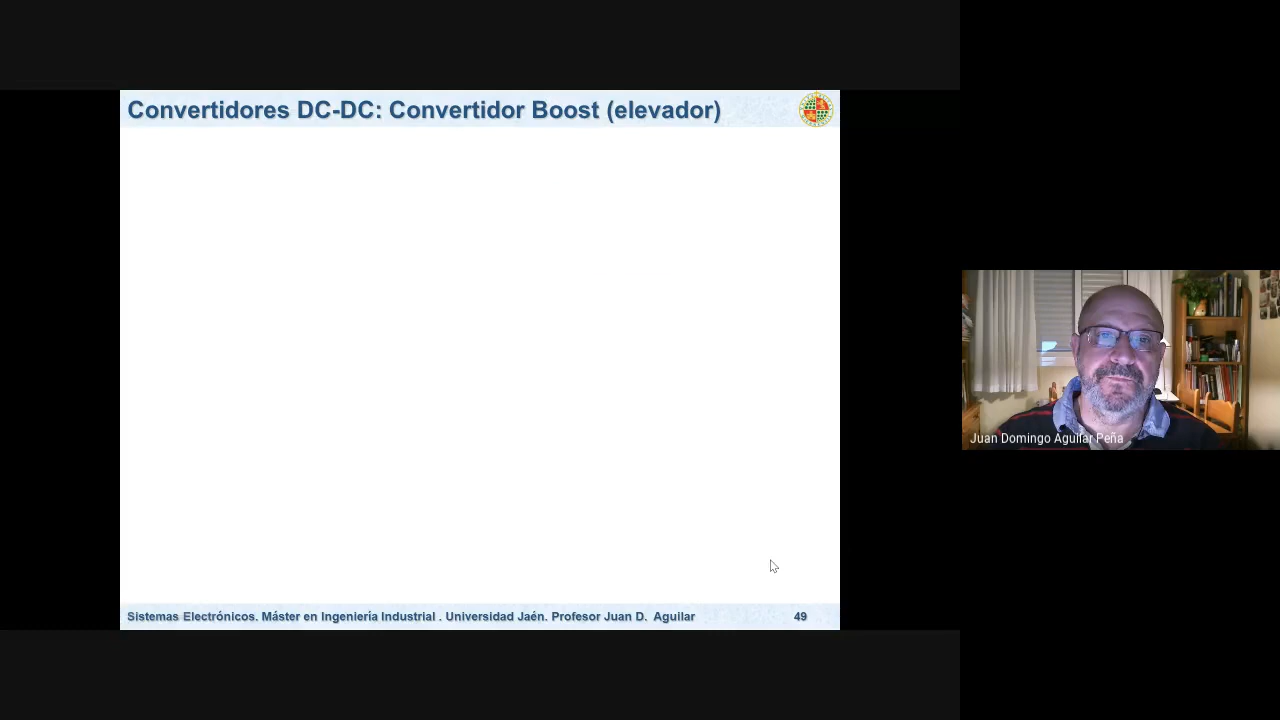 Convertidores DC-DC: Convertidor Boost (elevador)
Juan Domingo Aguilar Peña
Sistemas Electrónicos. Máster en Ingeniería Industrial . Universidad Jaén. Profesor Juan D. Aguilar
49